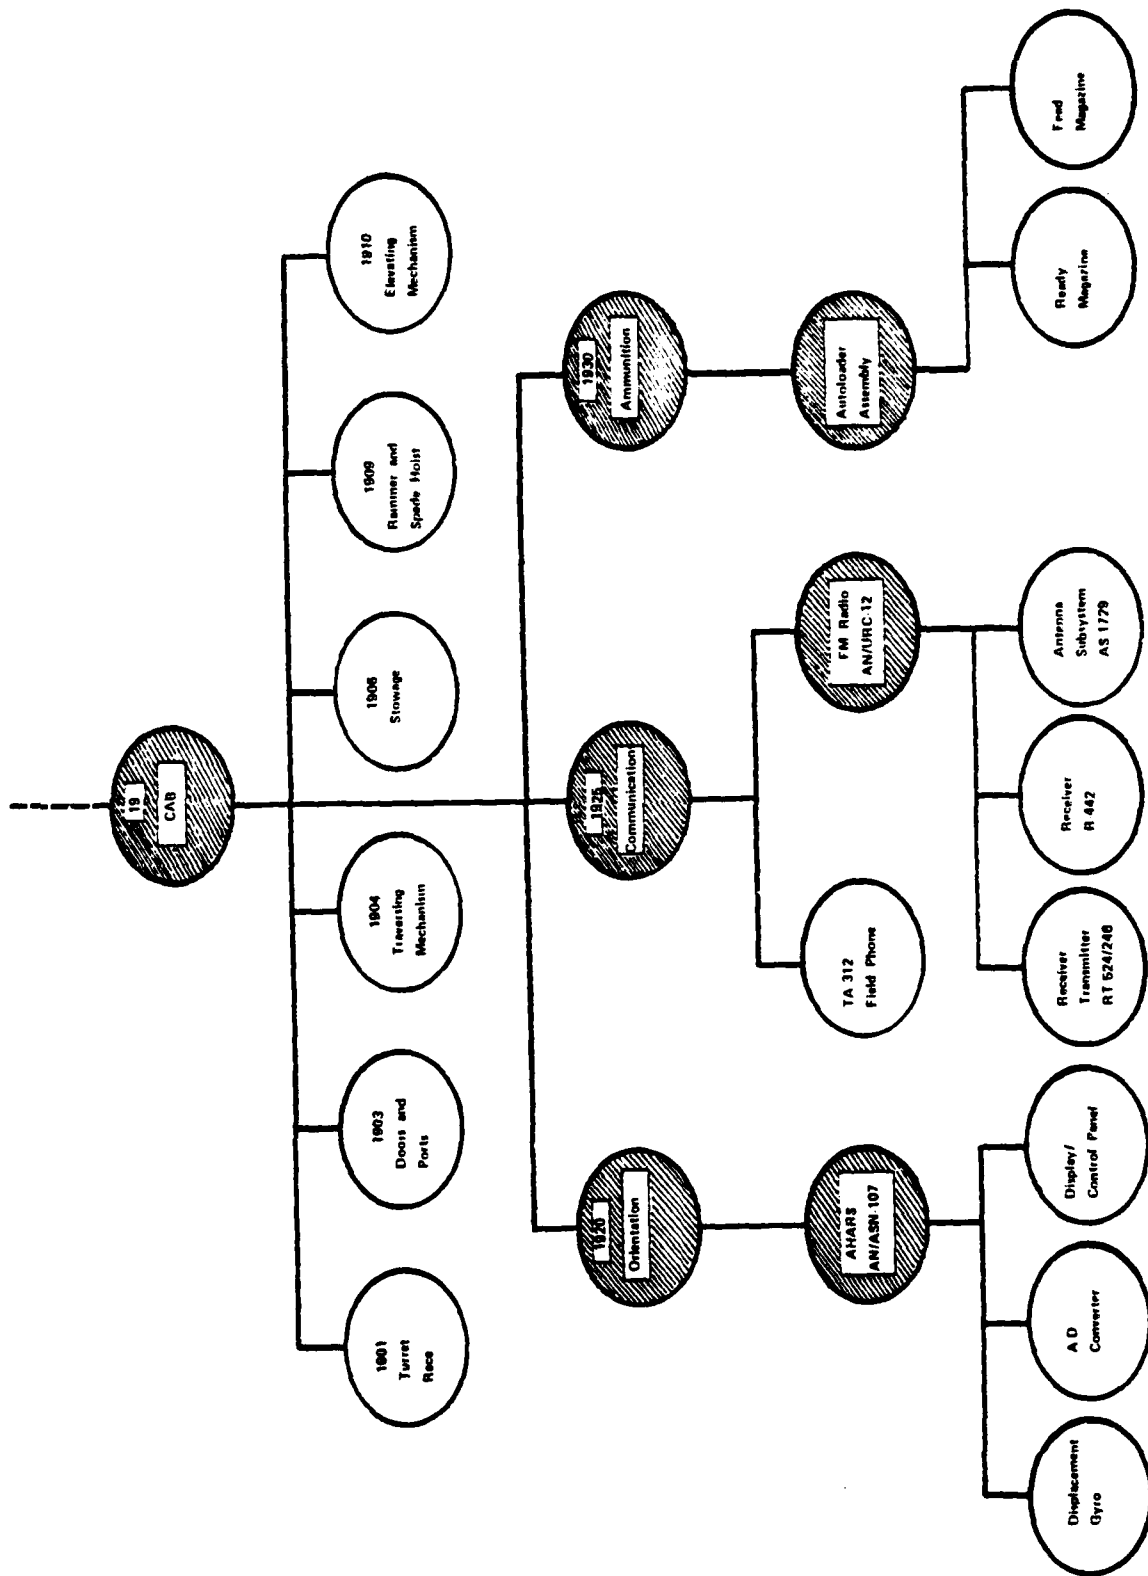 19
CAB
1901
Turret
Race
1903
Doors and
Ports
1904
Traversing
Mechanism
1906
Stowage
1909
Rammer and
Spade Hoist
1910
Elevating
Mechanism
1920
Orientation
1925
Communication
1930
Ammunition
AHARS
AN/ASN-107
TA 312
Field Phone
FM Radio
AN/URC-12
Autoloader
Assembly
Displacement
Gyro
A D
Converter
Display/
Control Panel
Receiver
Transmitter
RT 524/246
Receiver
R 442
Antenna
Subsystem
AS 1729
Ready
Magazine
Feed
Magazine